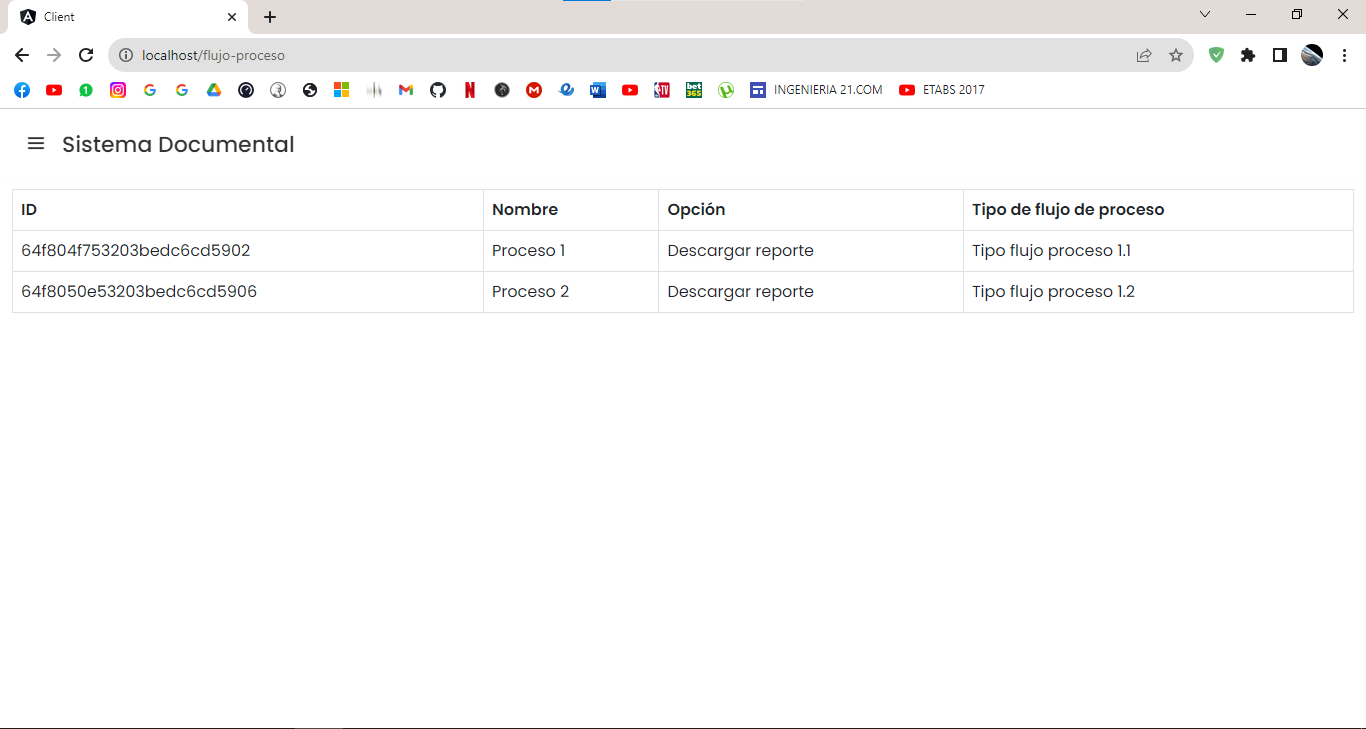 Client
localhost/flujo-proceso
INGENIERIA 21.COM
ETABS 2017
Sistema Documental
ID Nombre Opción Tipo de flujo de proceso
64f804f753203bedc6cd5902 Proceso 1 Descargar reporte Tipo flujo proceso 1.1
64f8050e53203bedc6cd5906 Proceso 2 Descargar reporte Tipo flujo proceso 1.2